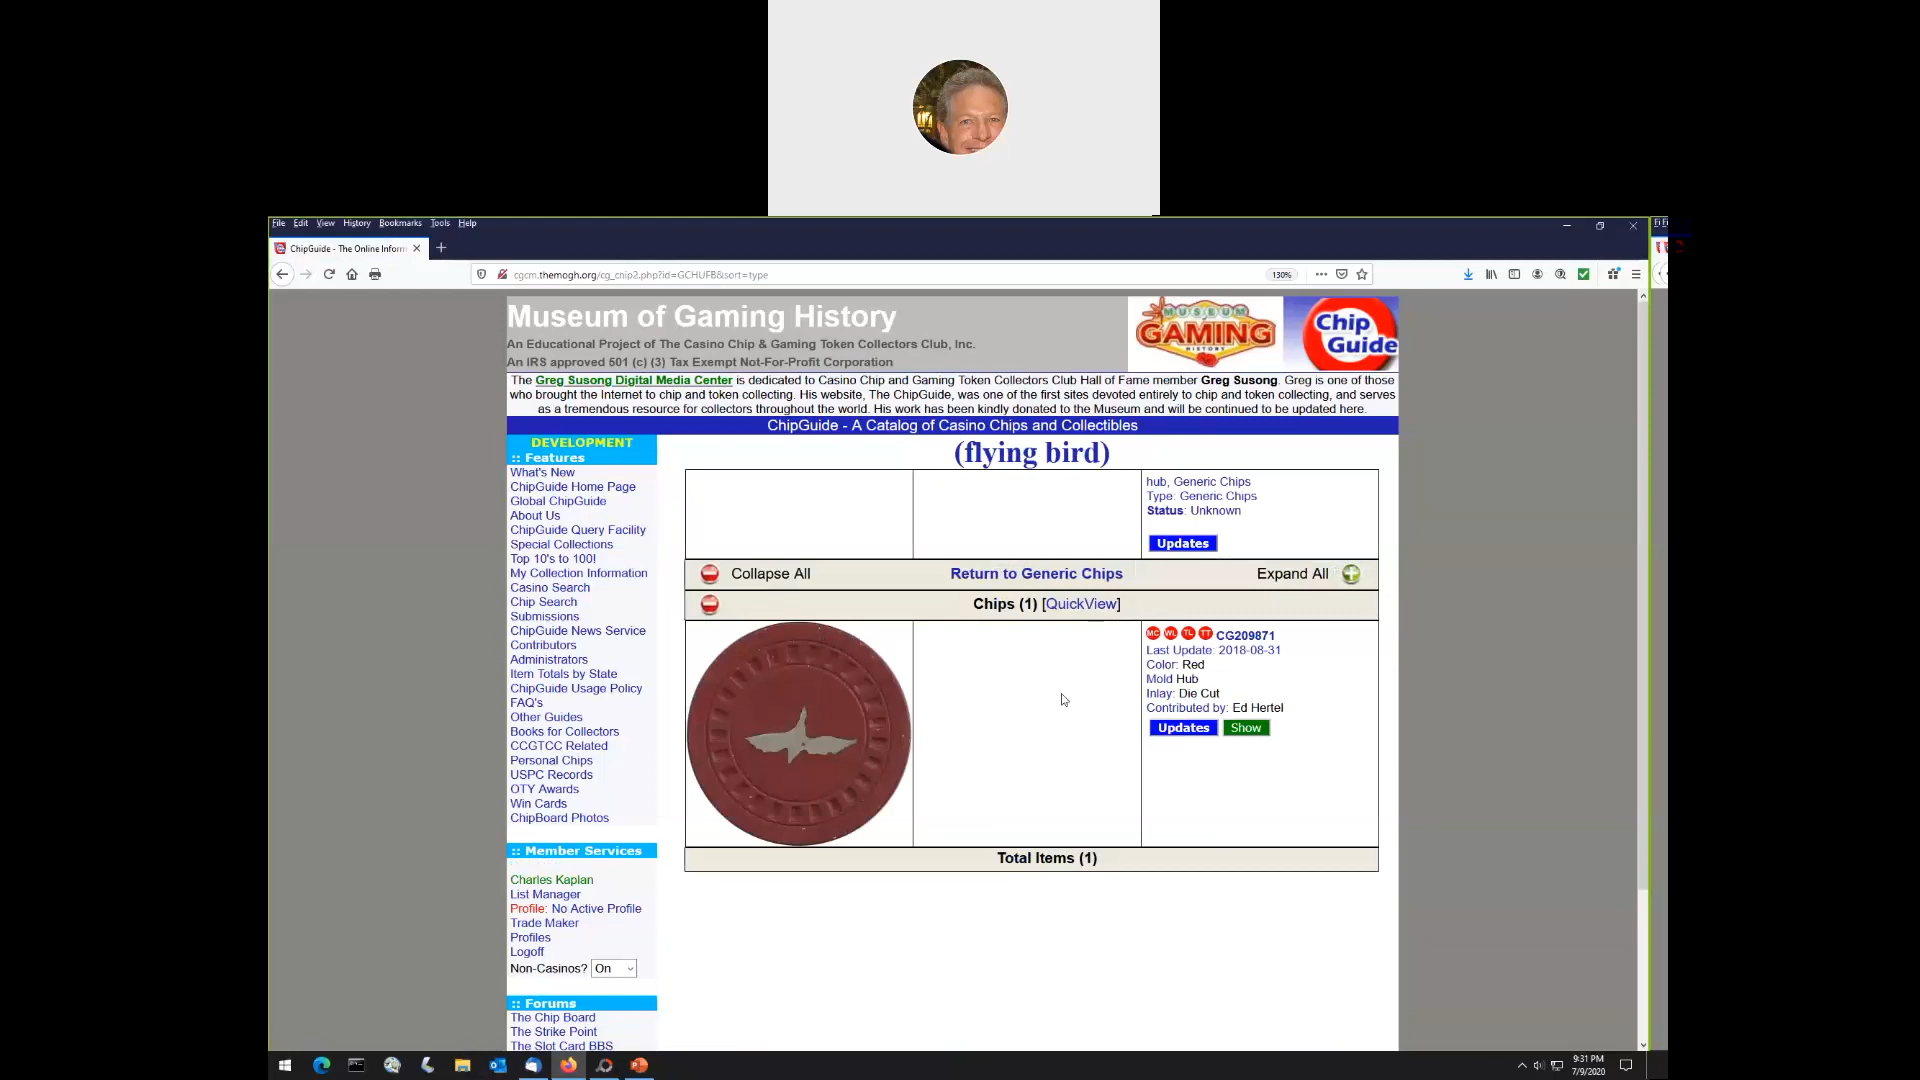 File Edit View History Bookmarks Tools Help
ChipGuide - The Online Inform
cgcm.themogh.org/cg_chip2.php?id=GCHUFB&sort=type
130%
Museum of Gaming History
An Educational Project of The Casino Chip & Gaming Token Collectors Club, Inc.
An IRS approved 501 (c) (3) Tax Exempt Not-For-Profit Corporation
MUSEUM
GAMING
HISTORY
Chip
Guide
The Greg Susong Digital Media Center is dedicated to Casino Chip and Gaming Token Collectors Club Hall of Fame member Greg Susong. Greg is one of those
who brought the Internet to chip and token collecting. His website, The ChipGuide, was one of the first sites devoted entirely to chip and token collecting, and serves
as a tremendous resource for collectors throughout the world. His work has been kindly donated to the Museum and will be continued to be updated here.
ChipGuide - A Catalog of Casino Chips and Collectibles
DEVELOPMENT
:: Features
What's New
ChipGuide Home Page
Global ChipGuide
About Us
ChipGuide Query Facility
Special Collections
Top 10's to 100!
My Collection Information
Casino Search
Chip Search
Submissions
ChipGuide News Service
Contributors
Administrators
Item Totals by State
ChipGuide Usage Policy
FAQ's
Other Guides
Books for Collectors
CCGTCC Related
Personal Chips
USPC Records
OTY Awards
Win Cards
ChipBoard Photos
:: Member Services
Charles Kaplan
List Manager
Profile: No Active Profile
Trade Maker
Profiles
Logoff
Non-Casinos? On
:: Forums
The Chip Board
The Strike Point
The Slot Card BBS
(flying bird)
hub, Generic Chips
Type: Generic Chips
Status: Unknown
Updates
Collapse All Return to Generic Chips Expand All
Chips (1) [QuickView]
MC WL TL TT CG209871
Last Update: 2018-08-31
Color: Red
Mold Hub
Inlay: Die Cut
Contributed by: Ed Hertel
Updates Show
Total Items (1)
9:31 PM
7/9/2020